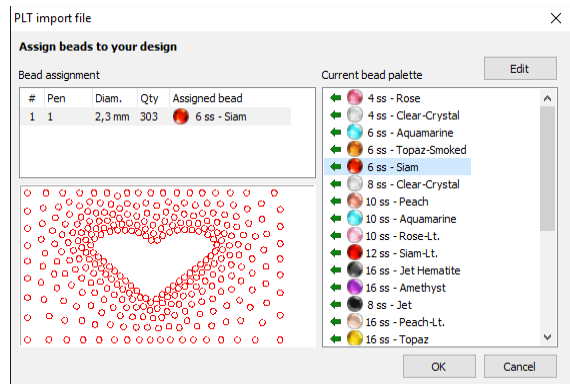 PLT import file
Assign beads to your design
Bead assignment
# Pen Diam. Qty Assigned bead
1 1 2,3 mm 303 6 ss - Siam
Current bead palette
Edit
4 ss - Rose
4 ss - Clear-Crystal
6 ss - Aquamarine
6 ss - Topaz-Smoked
6 ss - Siam
8 ss - Clear-Crystal
10 ss - Peach
10 ss - Aquamarine
10 ss - Rose-Lt.
12 ss - Siam-Lt.
16 ss - Jet Hematite
16 ss - Amethyst
8 ss - Jet
16 ss - Peach-Lt.
16 ss - Topaz
OK Cancel